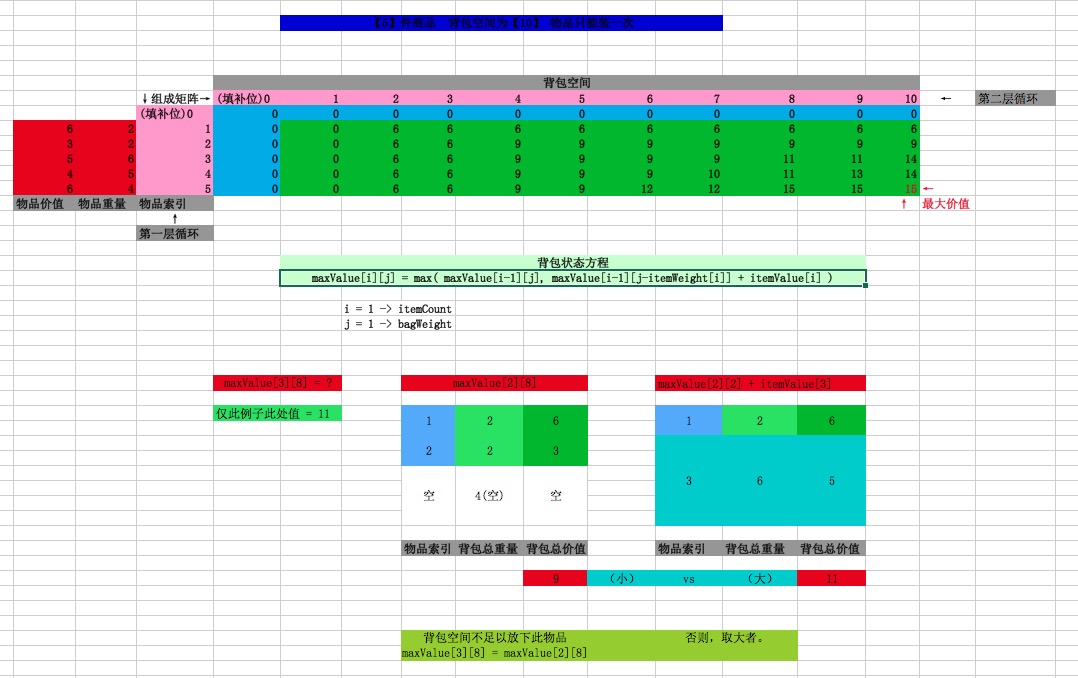 【5】件商品 背包空间为【10】 物品只能装一次
背包空间
↓组成矩阵→ (填补位)0 1 2 3 4 5 6 7 8 9 10 ← 第二层循环
(填补位)0 0 0 0 0 0 0 0 0 0 0 0
6 2 1 0 0 6 6 6 6 6 6 6 6 6
3 2 2 0 0 6 6 9 9 9 9 9 9 9
5 6 3 0 0 6 6 9 9 9 9 11 11 14
4 5 4 0 0 6 6 9 9 9 10 11 13 14
6 4 5 0 0 6 6 9 9 12 12 15 15 15 ←
物品价值 物品重量 物品索引 ↑ 最大价值
↑
第一层循环
背包状态方程
maxValue[i][j] = max( maxValue[i-1][j], maxValue[i-1][j-itemWeight[i]] + itemValue[i] )
i = 1 -> itemCount
j = 1 -> bagWeight
maxValue[3][8] = ? maxValue[2][8] maxValue[2][2] + itemValue[3]
仅此例子此处值 = 11 1 2 6 1 2 6
2 2 3
3 6 5
空 4(空) 空
物品索引 背包总重量 背包总价值 物品索引 背包总重量 背包总价值
9 （小） vs （大） 11
背包空间不足以放下此物品 否则，取大者。
maxValue[3][8] = maxValue[2][8]